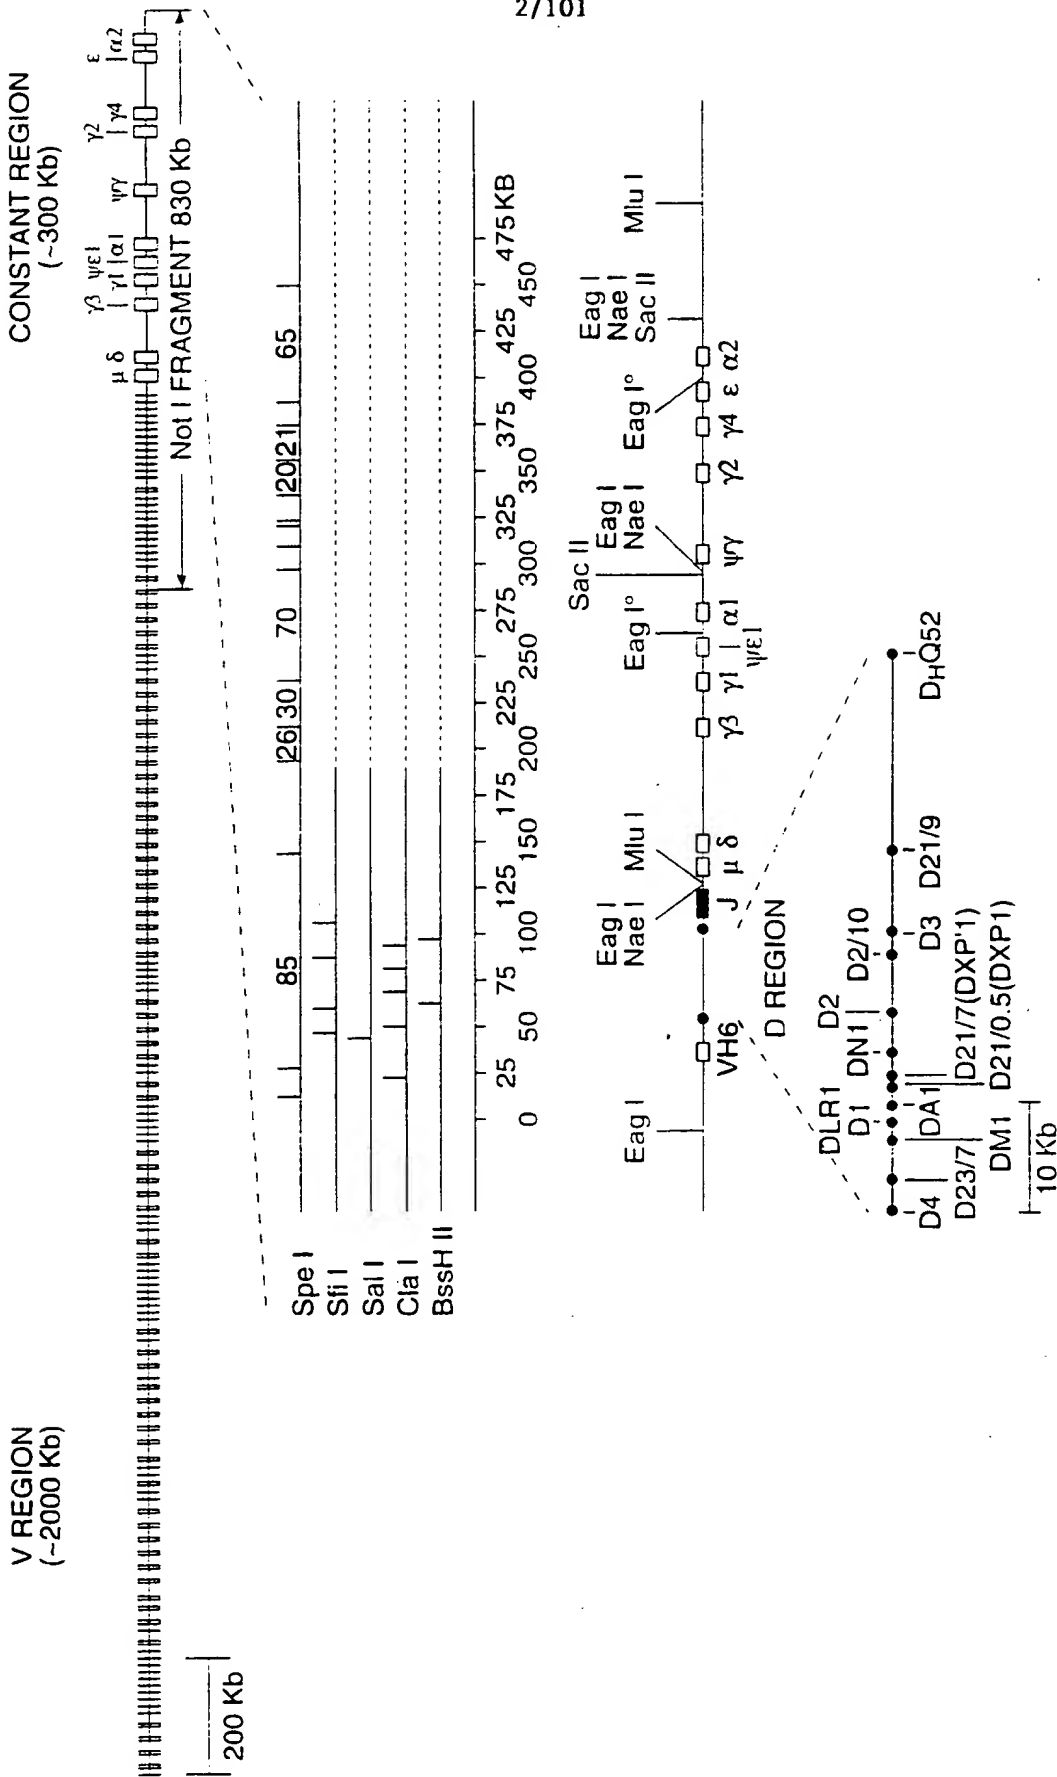 2/101
V REGION
(~2000 Kb)
CONSTANT REGION
(~300 Kb)
μ δ γ3 γ1 ψε1 α1 ψγ γ2 γ4 ε α2
Not I FRAGMENT 830 Kb
200 Kb
Spe I 85 26 30 70 20 21 65
Sfi I
Sal I
Cla I
BssH II
0 25 50 75 100 125 150 175 200 225 250 275 300 325 350 375 400 425 450 475 KB
Eag I
Eag I
Nae I
Mlu I
Eag I°
Sac II
Eag I
Nae I
Eag I°
Eag I
Nae I
Sac II
Mlu I
VH6 J μ δ γ3 γ1 ψε1 α1 ψγ γ2 γ4 ε α2
D REGION
DLR1
D1 DN1 D2 D2/10
D4 D23/7 DM1 DA1 D21/0.5(DXP1) D21/7(DXP'1) D3 D21/9 DHQ52
10 Kb